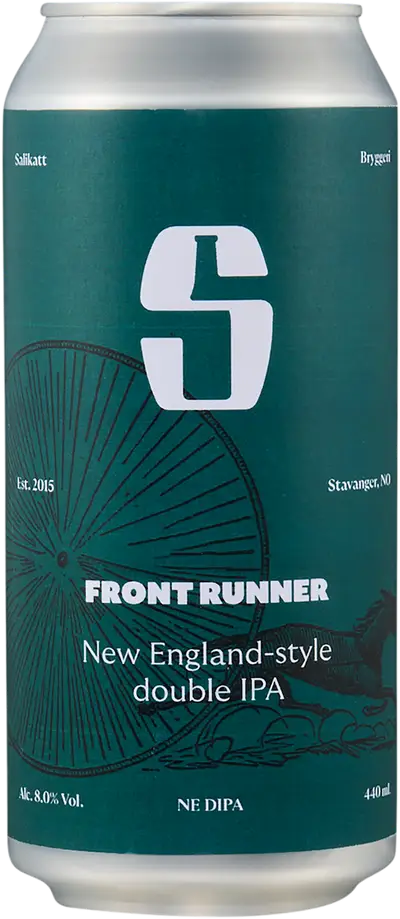 Salikatt Bryggeri
S
Est. 2015 Stavanger, NO
FRONT RUNNER
New England-style
double IPA
Alc. 8.0% Vol. NE DIPA 440 ml.